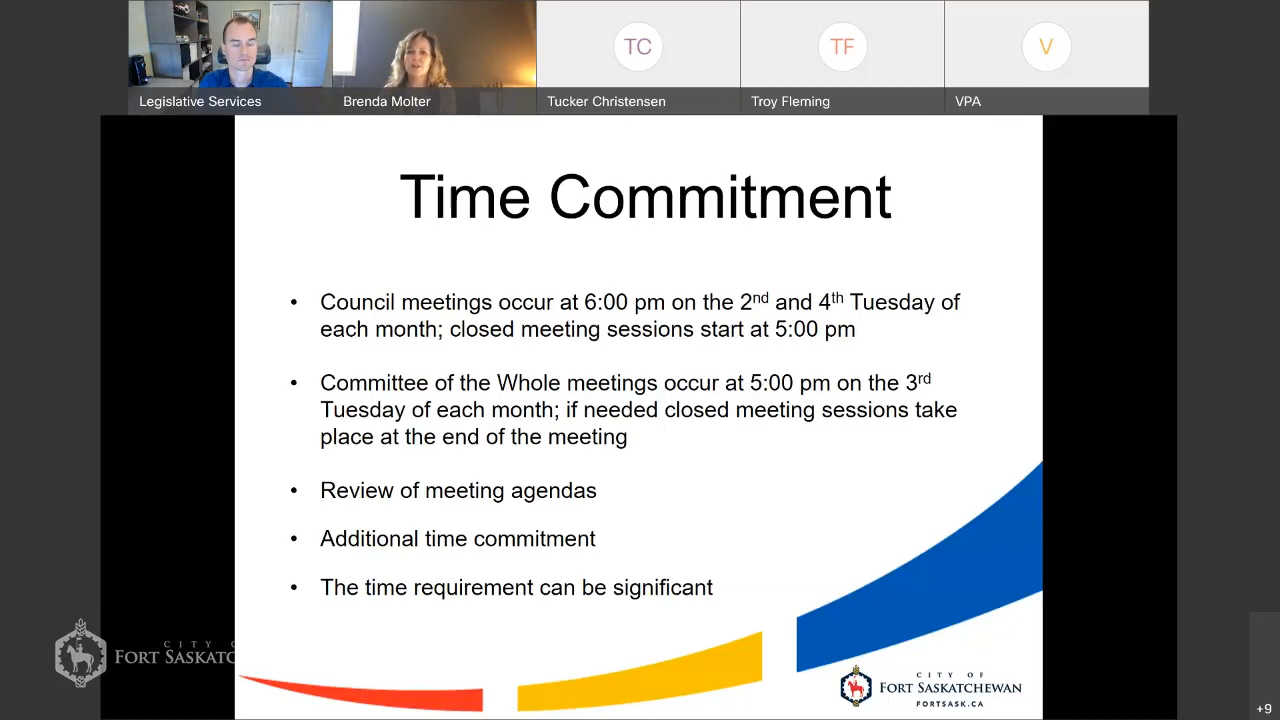 TC
TF
V
Legislative Services
Brenda Molter
Tucker Christensen
Troy Fleming
VPA
Time Commitment
• Council meetings occur at 6:00 pm on the 2nd and 4th Tuesday of
each month; closed meeting sessions start at 5:00 pm
• Committee of the Whole meetings occur at 5:00 pm on the 3rd
Tuesday of each month; if needed closed meeting sessions take
place at the end of the meeting
• Review of meeting agendas
• Additional time commitment
• The time requirement can be significant
CITY O
FORT SASKATC
CITY OF
FORT SASKATCHEWAN
FORTSASK.CA
+9